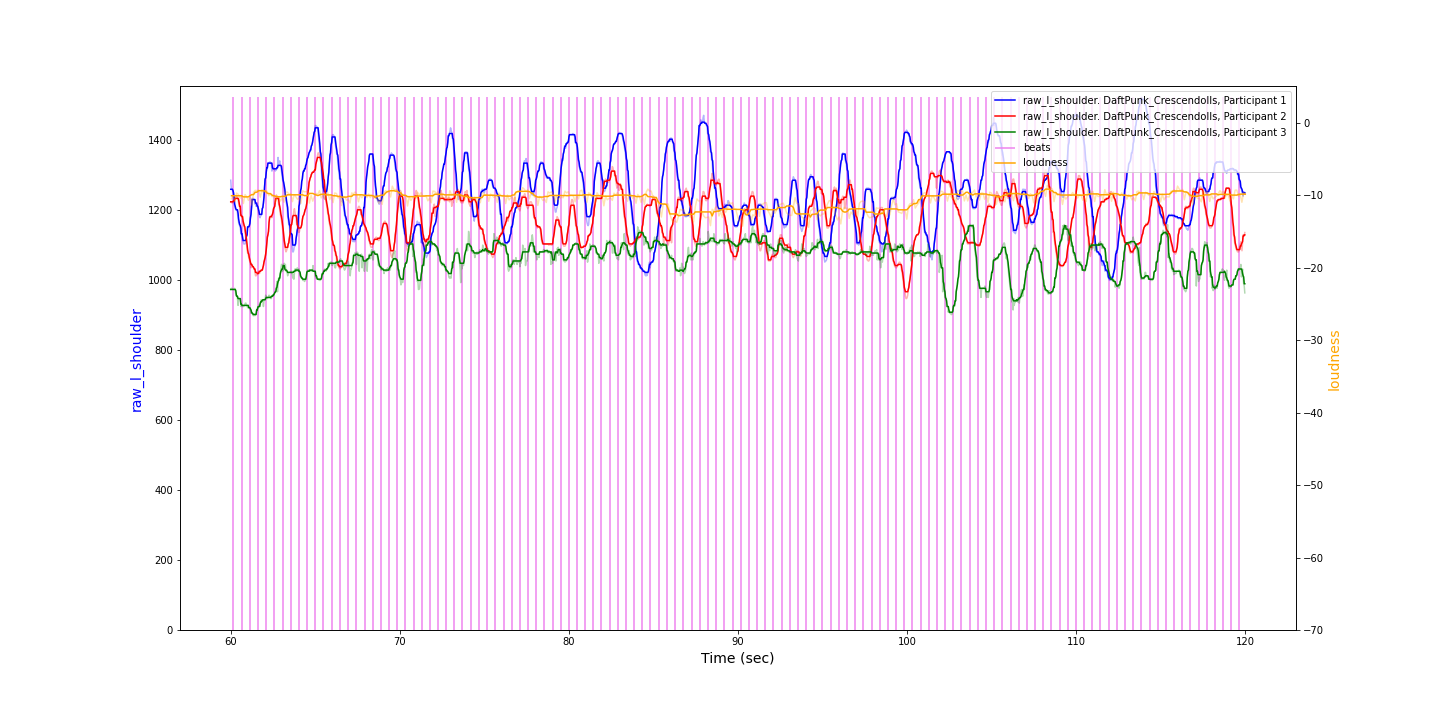 raw_l_shoulder. DaftPunk_Crescendolls, Participant 1
raw_l_shoulder. DaftPunk_Crescendolls, Participant 2
raw_l_shoulder. DaftPunk_Crescendolls, Participant 3
beats
loudness
1400
1200
1000
800
600
400
200
0
raw_l_shoulder
0
−10
−20
−30
−40
−50
−60
−70
loudness
60
70
80
90
100
110
120
Time (sec)